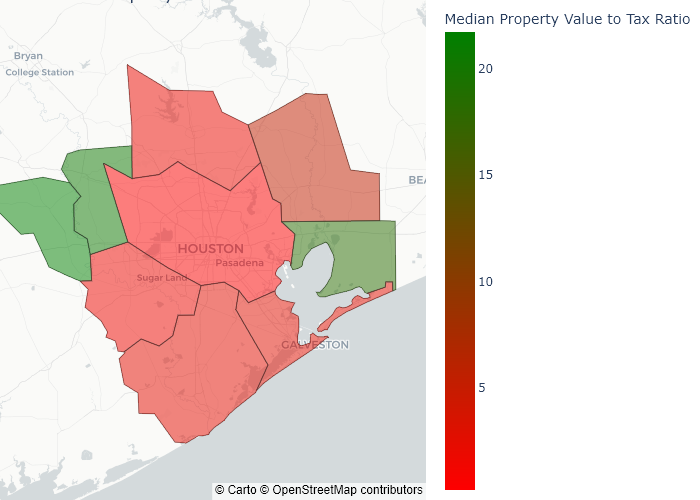 Median Property Value to Tax Ratio
Bryan
College Station
20
15
BEA
HOUSTON
Pasadena
Sugar Land
10
GALVESTON
5
© Carto © OpenStreetMap contributors